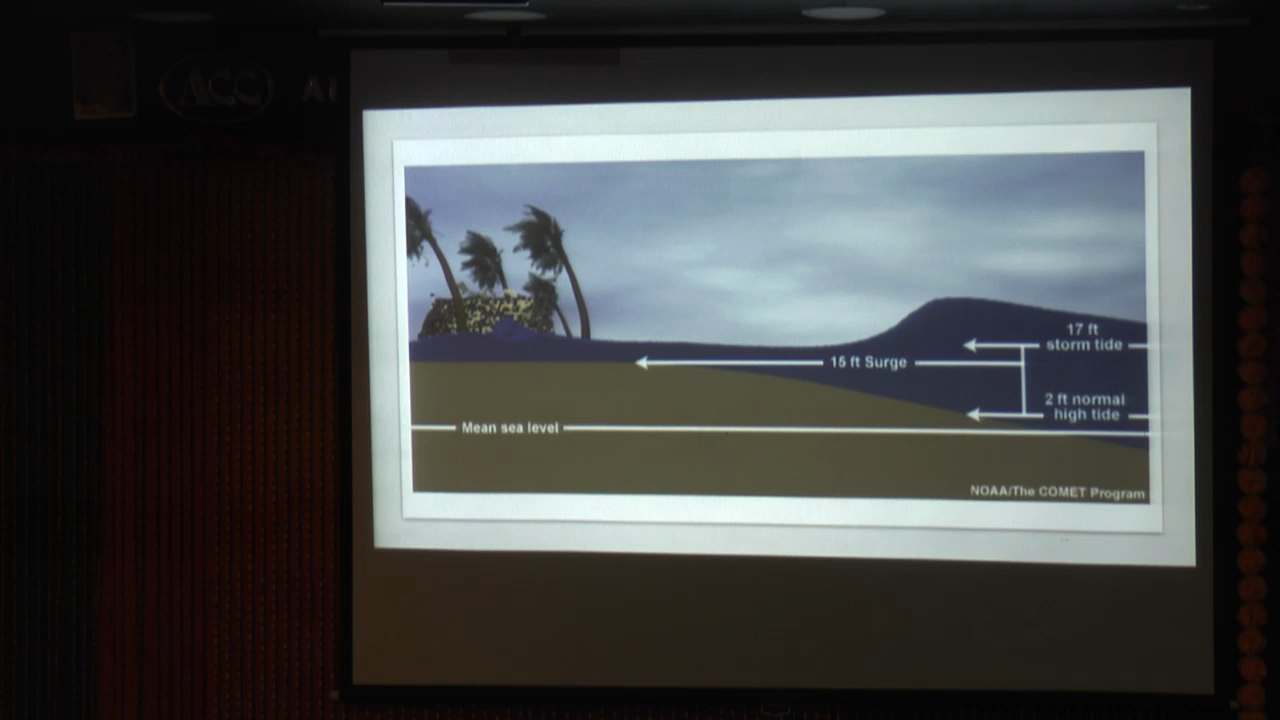 ACC
17 ft
storm tide
15 ft Surge
2 ft normal
high tide
Mean sea level
NOAA/The COMET Program